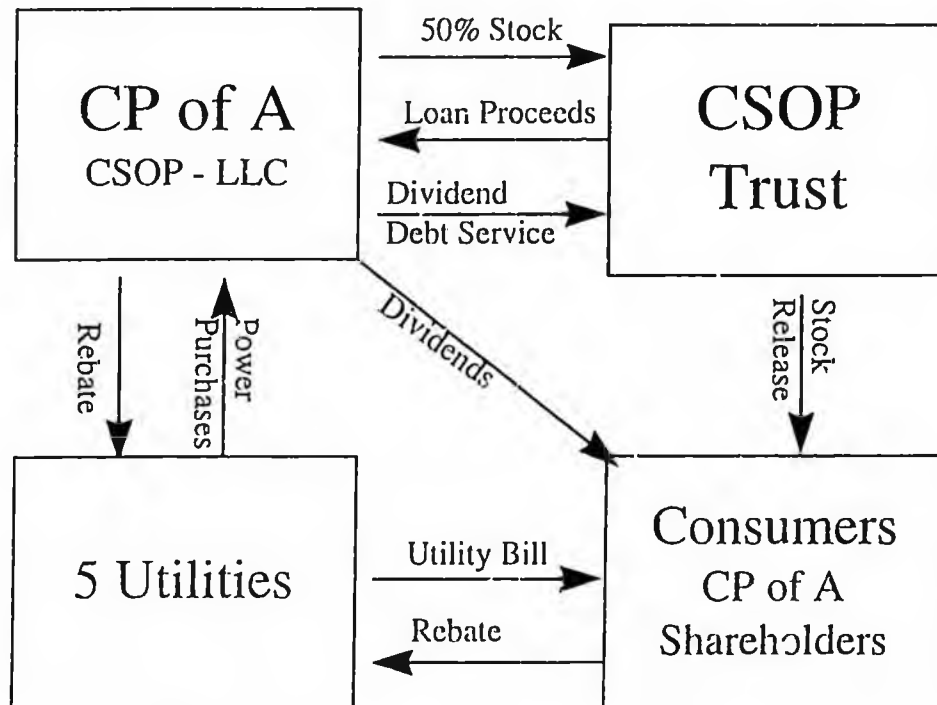 CP of A
CSOP - LLC
50% Stock
Loan Proceeds
Dividend
Debt Service
CSOP
Trust
Rebate
Power
Purchases
Dividends
Stock
Release
5 Utilities
Utility Bill
Rebate
Consumers
CP of A
Shareholders